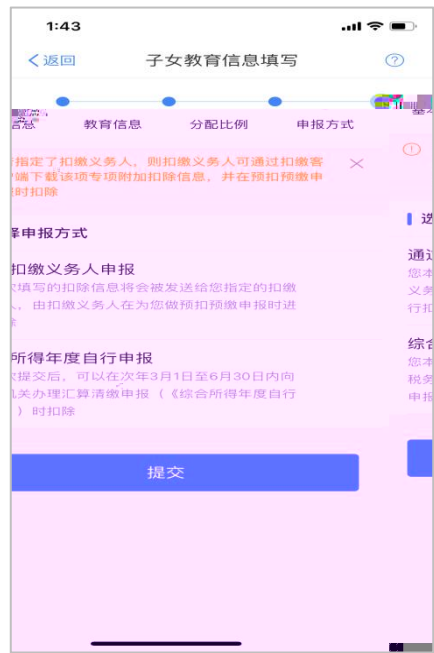 1:43
返回
子女教育信息填写
信息
教育信息
分配比例
申报方式
指定了扣缴义务人，则扣缴义务人可通过扣缴客
端下载该项专项附加扣除信息，并在预扣预缴申
时扣除
择申报方式
选
扣缴义务人申报
通过
填写的扣除信息将会被发送给您指定的扣缴
您本
人，由扣缴义务人在为您做预扣预缴申报时进
义务
行扣
所得年度自行申报
综合
提交后，可以在次年3月1日至6月30日内向
您本
机关办理汇算清缴申报（《综合所得年度自行
税务
）时扣除
申报
提交